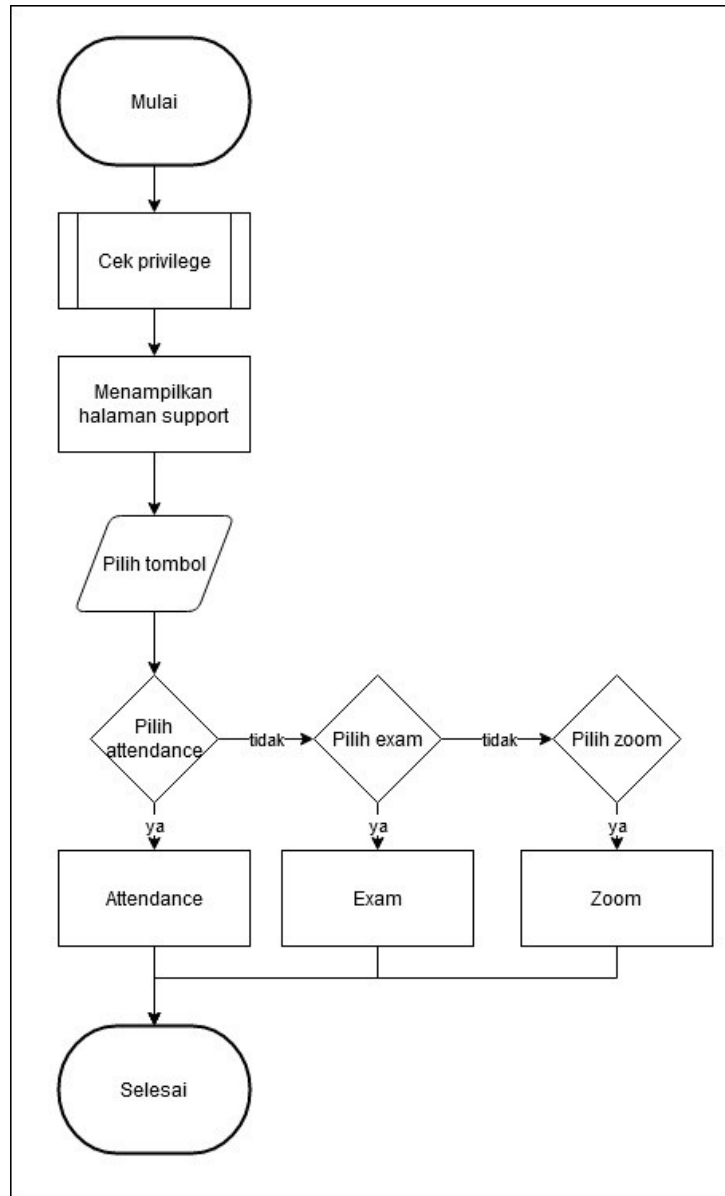 Mulai
Cek privilege
Menampilkan
halaman support
Pilih tombol
Pilih
attendance
tidak
Pilih exam
tidak
Pilih zoom
ya
ya
ya
Attendance
Exam
Zoom
Selesai